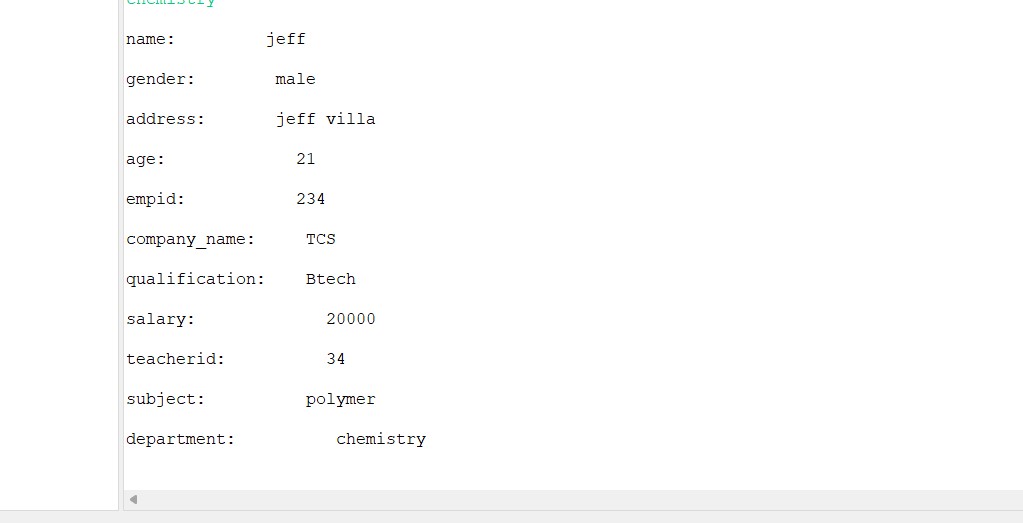 chemistry
name: jeff
gender: male
address: jeff villa
age: 21
empid: 234
company_name: TCS
qualification: Btech
salary: 20000
teacherid: 34
subject: polymer
department: chemistry